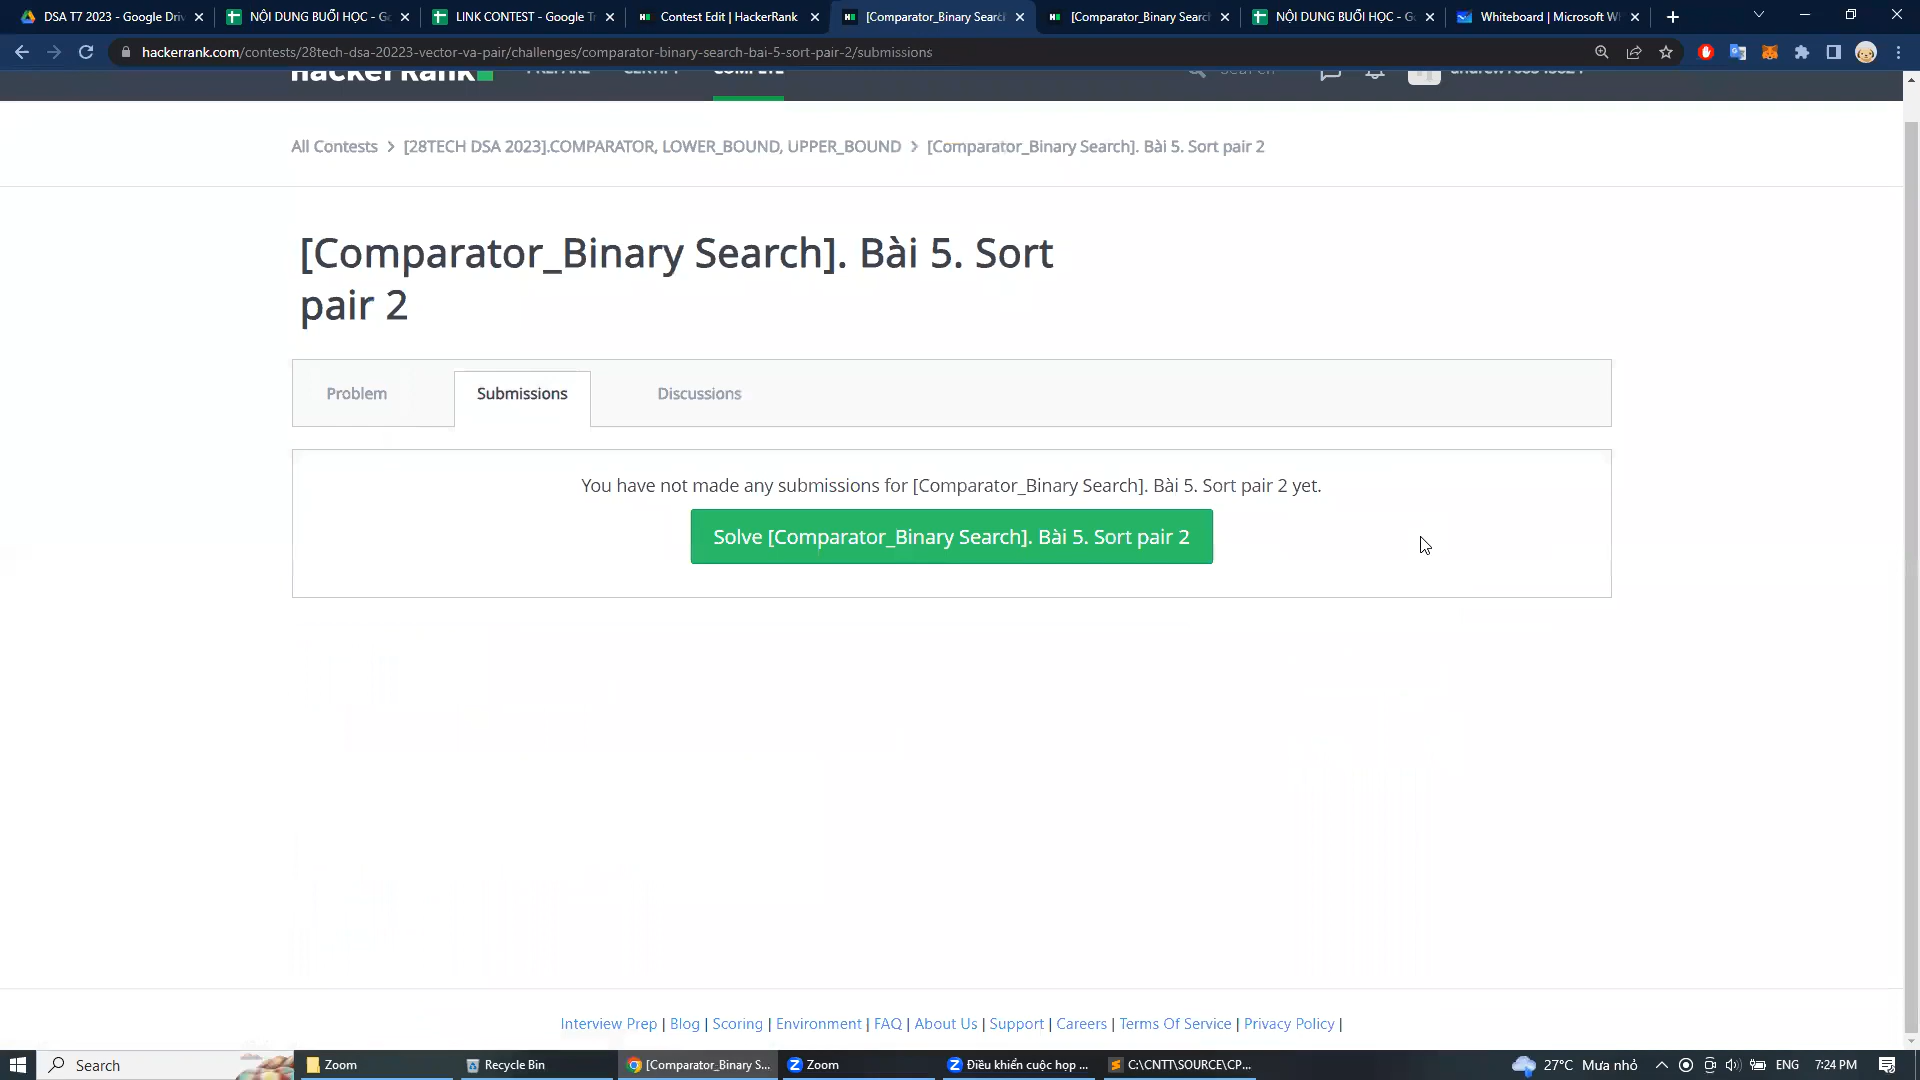 DSA T7 2023 - Google Dri
NỘI DUNG BUỔI HỌC - G
LINK CONTEST - Google T
Contest Edit | HackerRank
[Comparator_Binary Searc
[Comparator_Binary Searc
NỘI DUNG BUỔI HỌC - G
Whiteboard | Microsoft W
hackerrank.com/contests/28tech-dsa-20223-vector-va-pair/challenges/comparator-binary-search-bai-5-sort-pair-2/submissions
HackerRank
PREPARE
CERTIFY
COMPETE
Search
All Contests > [28TECH DSA 2023].COMPARATOR, LOWER_BOUND, UPPER_BOUND > [Comparator_Binary Search]. Bài 5. Sort pair 2
[Comparator_Binary Search]. Bài 5. Sort
pair 2
Problem
Submissions
Discussions
You have not made any submissions for [Comparator_Binary Search]. Bài 5. Sort pair 2 yet.
Solve [Comparator_Binary Search]. Bài 5. Sort pair 2
Interview Prep | Blog | Scoring | Environment | FAQ | About Us | Support | Careers | Terms Of Service | Privacy Policy |
Search
Zoom
Recycle Bin
[Comparator_Binary S...
Zoom
Điều khiển cuộc họp ...
C:\CNTT\SOURCE\CP...
27°C Mưa nhỏ
ENG
7:24 PM